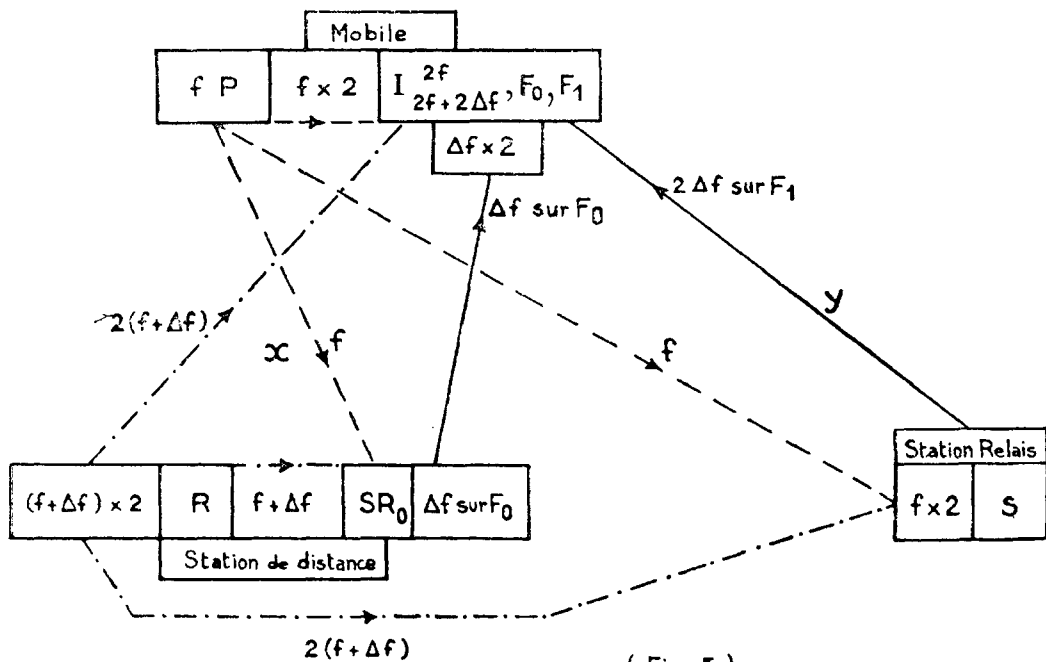 Mobile
f P
f × 2
I 2f 2f+2Δf, F0, F1
Δf × 2
2 Δf sur F1
Δf sur F0
y
2(f+Δf)
x
f
f
Station Relais
(f+Δf) × 2
R
f+Δf
SR0
Δf sur F0
f × 2
S
Station de distance
2(f+Δf)